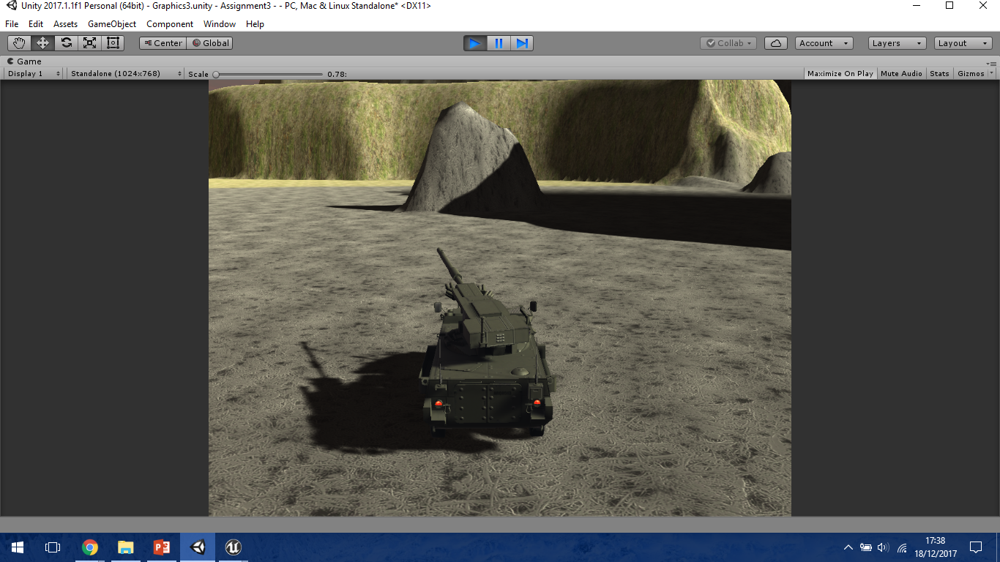 Unity 2017.1.1f1 Personal (64bit) - Graphics3.unity - Assignment3 - - PC, Mac & Linux Standalone* <DX11>
File Edit Assets GameObject Component Window Help
Center Global Collab Account Layers Layout
Game
Display 1 Standalone (1024x768) Scale 0.78: Maximize On Play Mute Audio Stats Gizmos
17:38
18/12/2017